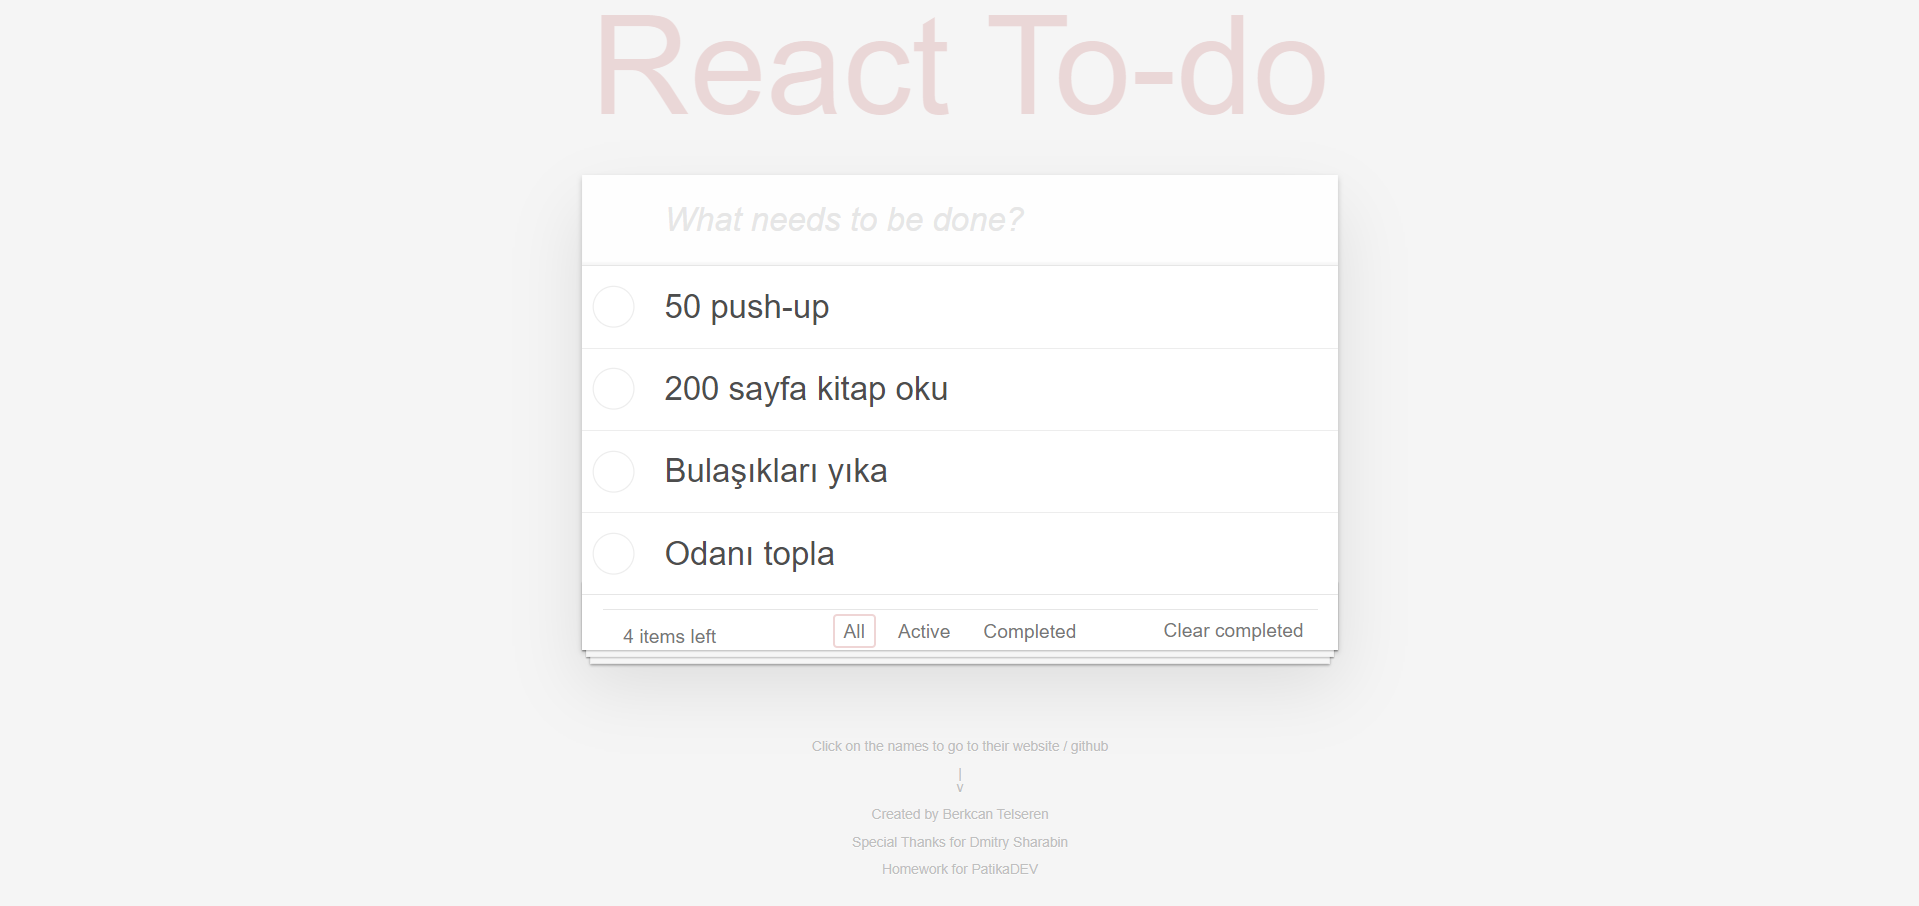 React To-do
What needs to be done?
50 push-up
200 sayfa kitap oku
Bulaşıkları yıka
Odanı topla
4 items left All Active Completed Clear completed
Click on the names to go to their website / github
|
v
Created by Berkcan Telseren
Special Thanks for Dmitry Sharabin
Homework for PatikaDEV